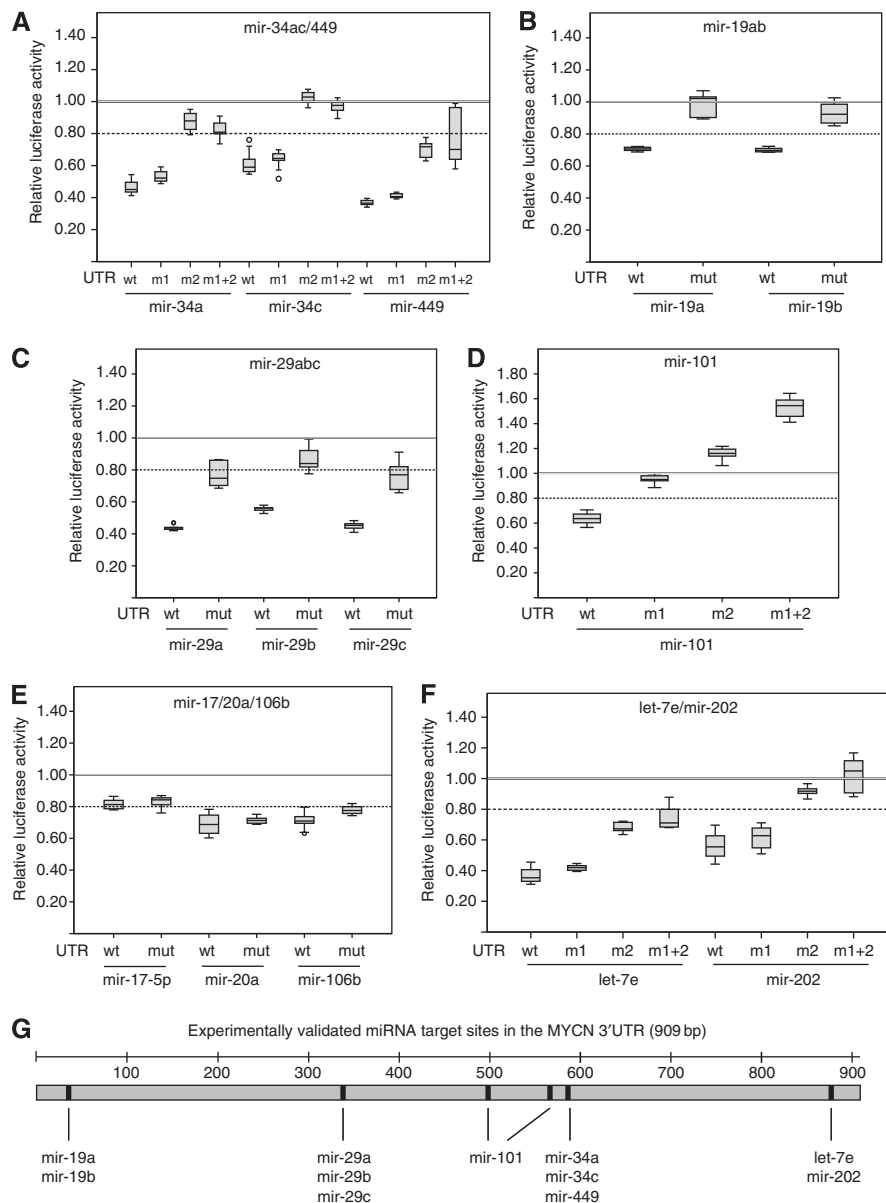 A
mir-34ac/449
Relative luciferase activity
1.40
1.20
1.00
0.80
0.60
0.40
0.20
UTR wt m1 m2 m1+2 wt m1 m2 m1+2 wt m1 m2 m1+2
mir-34a mir-34c mir-449
B
mir-19ab
Relative luciferase activity
1.40
1.20
1.00
0.80
0.60
0.40
0.20
UTR wt mut wt mut
mir-19a mir-19b
C
mir-29abc
Relative luciferase activity
1.40
1.20
1.00
0.80
0.60
0.40
0.20
UTR wt mut wt mut wt mut
mir-29a mir-29b mir-29c
D
mir-101
Relative luciferase activity
1.80
1.60
1.40
1.20
1.00
0.80
0.60
0.40
0.20
UTR wt m1 m2 m1+2
mir-101
E
mir-17/20a/106b
Relative luciferase activity
1.40
1.20
1.00
0.80
0.60
0.40
0.20
UTR wt mut wt mut wt mut
mir-17-5p mir-20a mir-106b
F
let-7e/mir-202
Relative luciferase activity
1.40
1.20
1.00
0.80
0.60
0.40
0.20
UTR wt m1 m2 m1+2 wt m1 m2 m1+2
let-7e mir-202
G
Experimentally validated miRNA target sites in the MYCN 3′UTR (909 bp)
100 200 300 400 500 600 700 800 900
mir-19a mir-29a mir-101 mir-34a let-7e
mir-19b mir-29b mir-34c mir-202
mir-29c mir-449